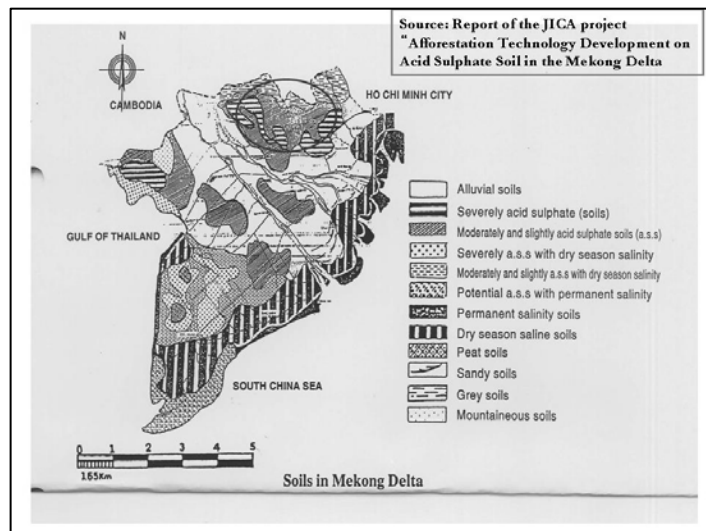 Source: Report of the JICA project
"Afforestation Technology Development on
Acid Sulphate Soil in the Mekong Delta
N
CAMBODIA
HO CHI MINH CITY
GULF OF THAILAND
SOUTH CHINA SEA
Alluvial soils
Severely acid sulphate (soils)
Moderately and slightly acid sulphate soils (a.s.s)
Severely a.s.s with dry season salinity
Moderately and slightly a.s.s with dry season salinity
Potential a.s.s with permanent salinity
Permanent salinity soils
Dry season saline soils
Peat soils
Sandy soils
Grey soils
Mountaineous soils
0 1 2 3 4 5
165Km
Soils in Mekong Delta